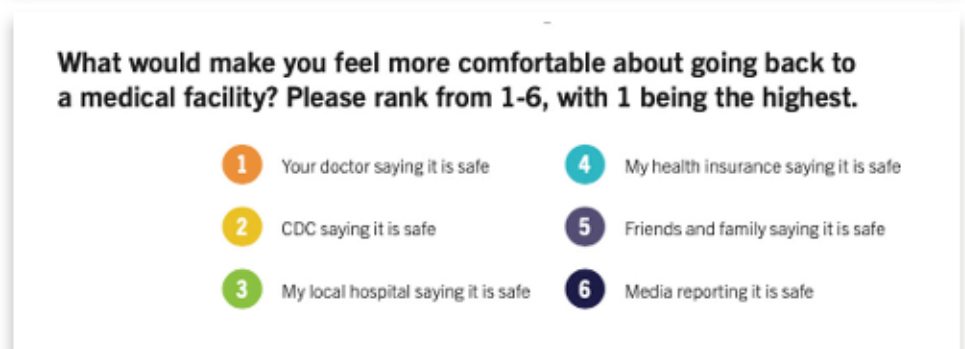 What would make you feel more comfortable about going back to
a medical facility? Please rank from 1-6, with 1 being the highest.
1 Your doctor saying it is safe
2 CDC saying it is safe
3 My local hospital saying it is safe
4 My health insurance saying it is safe
5 Friends and family saying it is safe
6 Media reporting it is safe